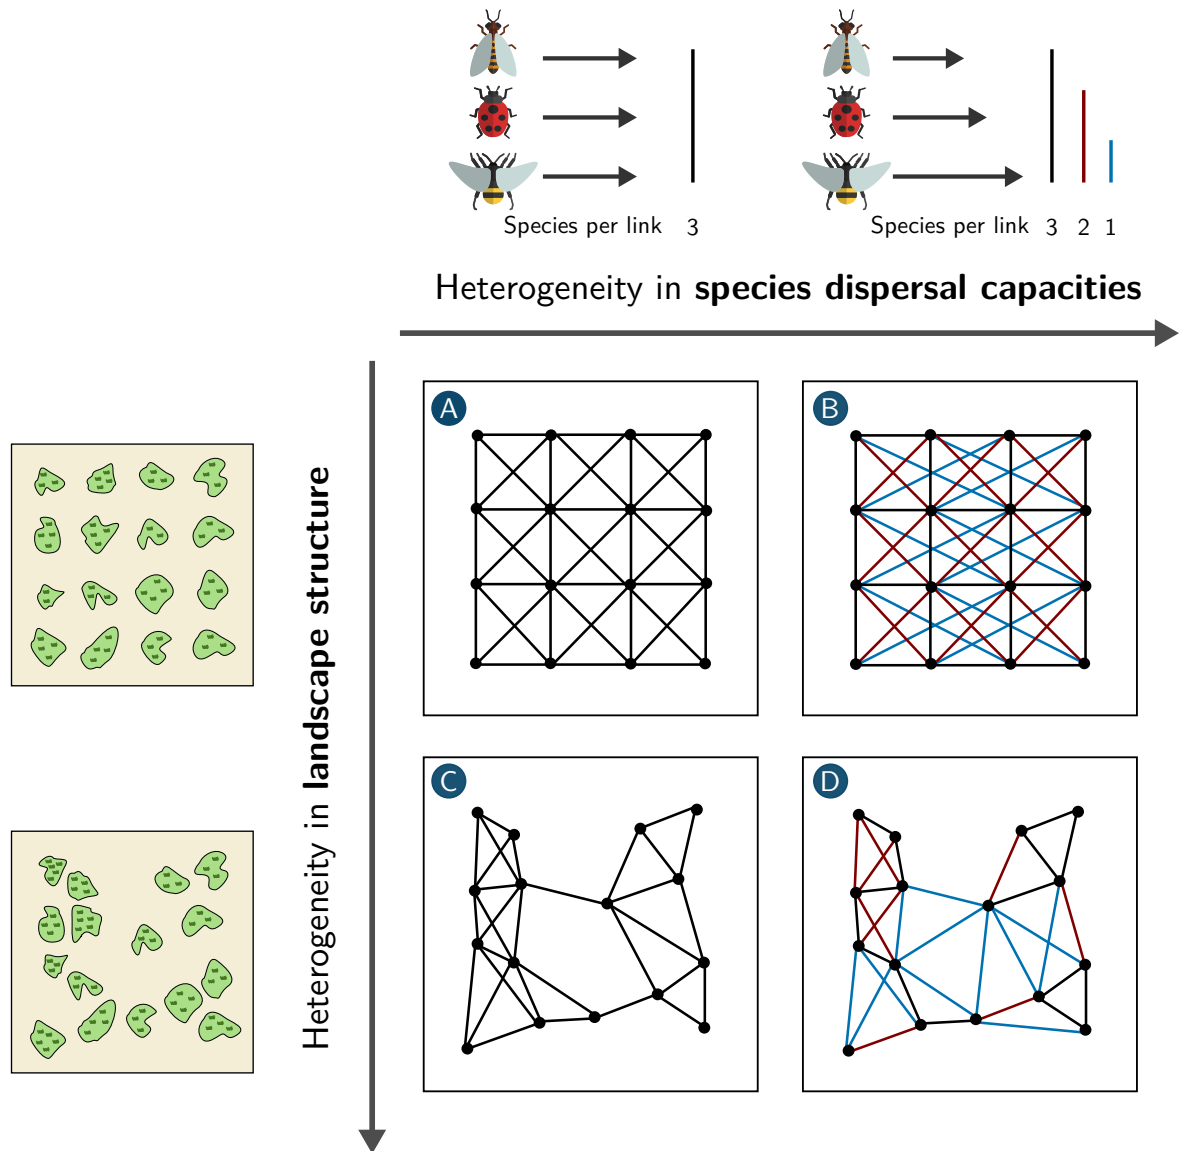 Species per link 3
Species per link 3 2 1
Heterogeneity in species dispersal capacities
Heterogeneity in landscape structure
A
B
C
D